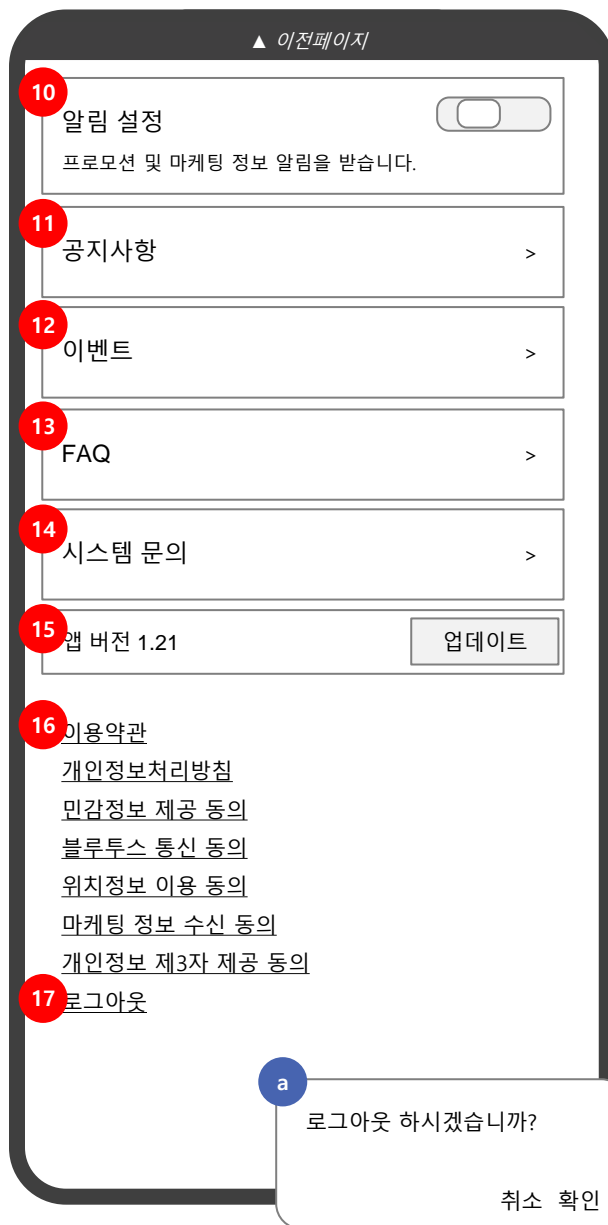 ▲ 이전페이지
10
알림 설정
프로모션 및 마케팅 정보 알림을 받습니다.
11
공지사항 >
12
이벤트 >
13
FAQ >
14
시스템 문의 >
15
앱 버전 1.21 업데이트
16
이용약관
개인정보처리방침
민감정보 제공 동의
블루투스 통신 동의
위치정보 이용 동의
마케팅 정보 수신 동의
개인정보 제3자 제공 동의
17 로그아웃
a
로그아웃 하시겠습니까?
취소 확인